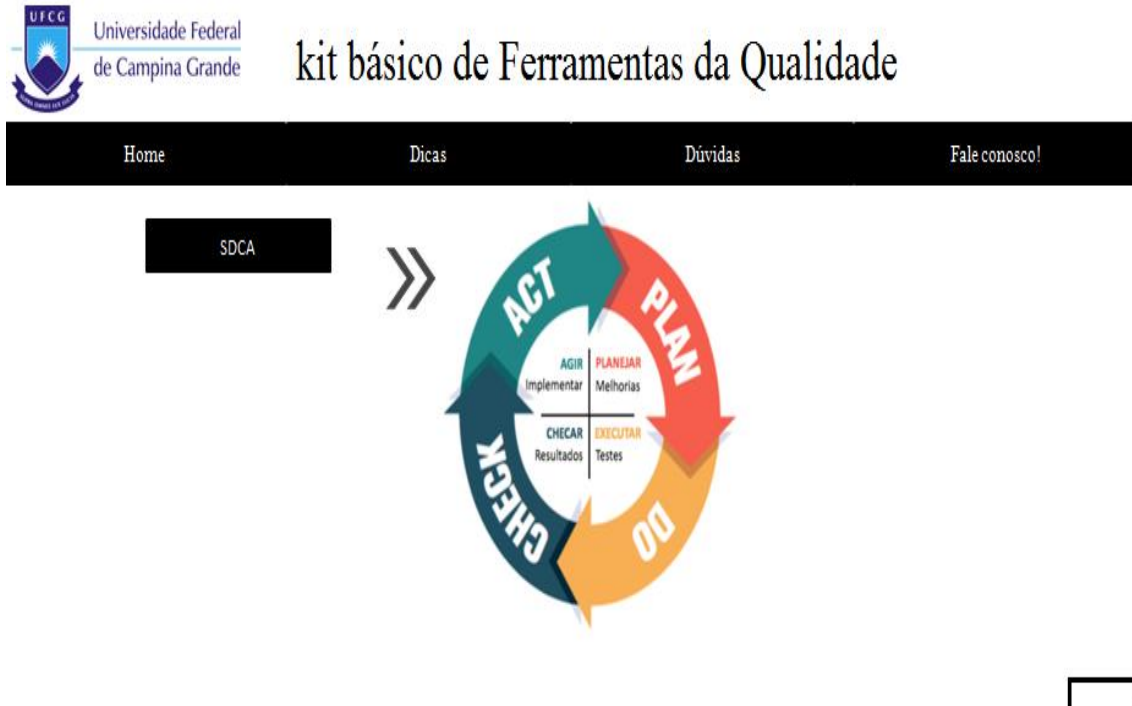 UFCG
Universidade Federal
de Campina Grande
kit básico de Ferramentas da Qualidade
Home
Dicas
Dúvidas
Fale conosco!
SDCA
ACT
PLAN
AGIR
Implementar
PLANEJAR
Melhorias
CHECAR
Resultados
EXECUTAR
Testes
CHECK
DO